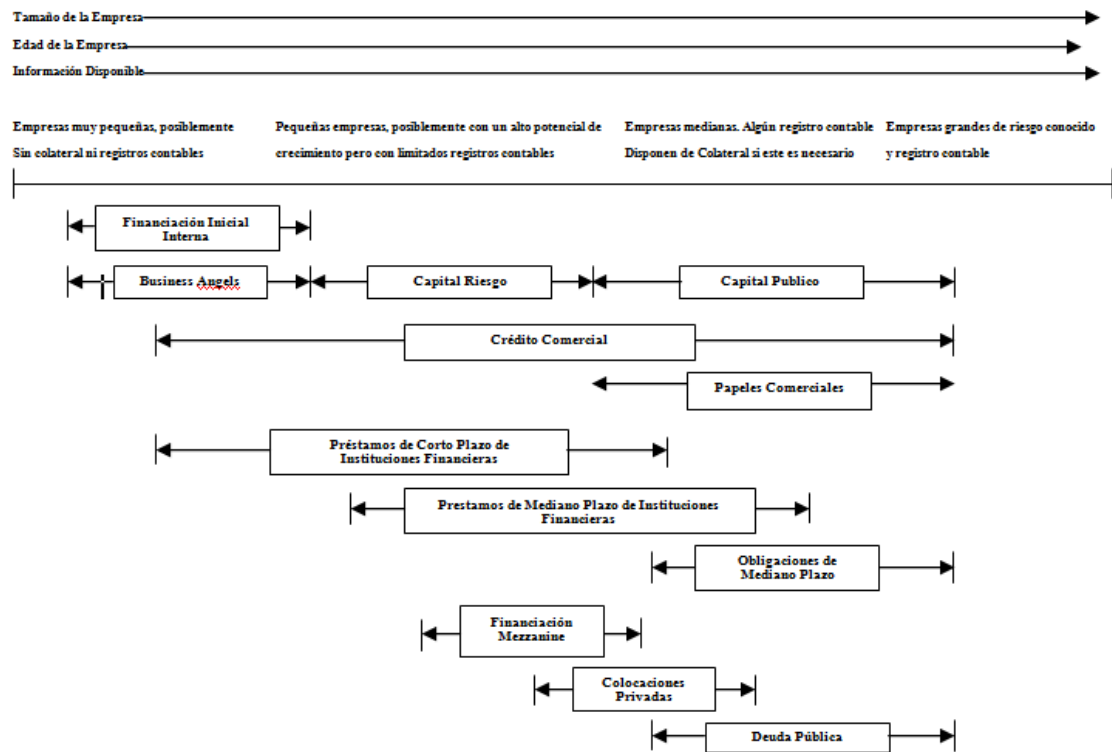 Tamaño de la Empresa
Edad de la Empresa
Información Disponible
Empresas muy pequeñas, posiblemente
Sin colateral ni registros contables
Pequeñas empresas, posiblemente con un alto potencial de
crecimiento pero con limitados registros contables
Empresas medianas. Algún registro contable
Disponen de Colateral si este es necesario
Empresas grandes de riesgo conocido
y registro contable
Financiación Inicial
Interna
Business Angels
Capital Riesgo
Capital Publico
Crédito Comercial
Papeles Comerciales
Préstamos de Corto Plazo de
Instituciones Financieras
Prestamos de Mediano Plazo de Instituciones
Financieras
Obligaciones de
Mediano Plazo
Financiación
Mezzanine
Colocaciones
Privadas
Deuda Pública